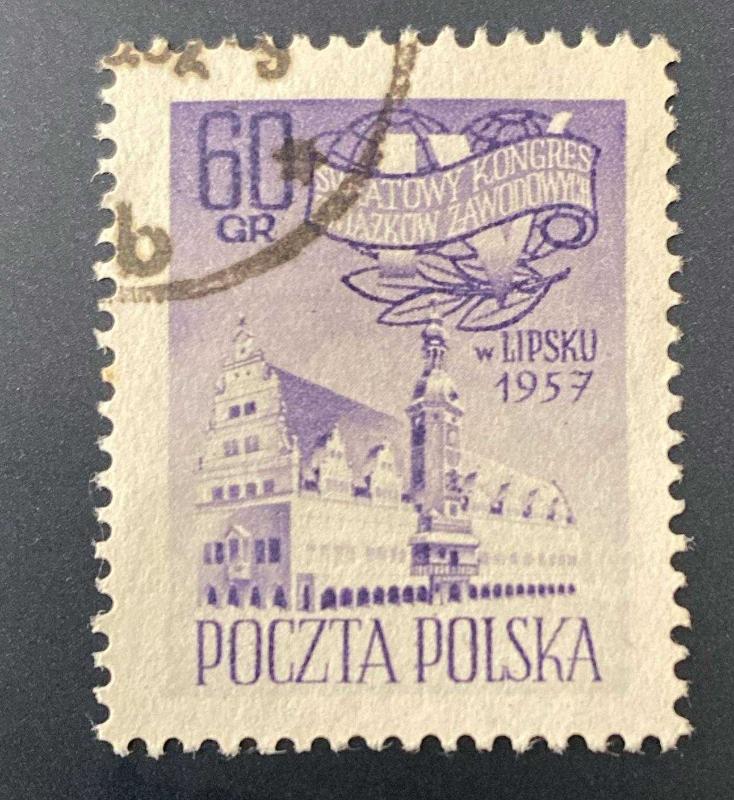 60
GR
ŚWIATOWY KONGRES
ZWIĄZKÓW ZAWODOWYCH
w LIPSKU
1957
POCZTA POLSKA
b